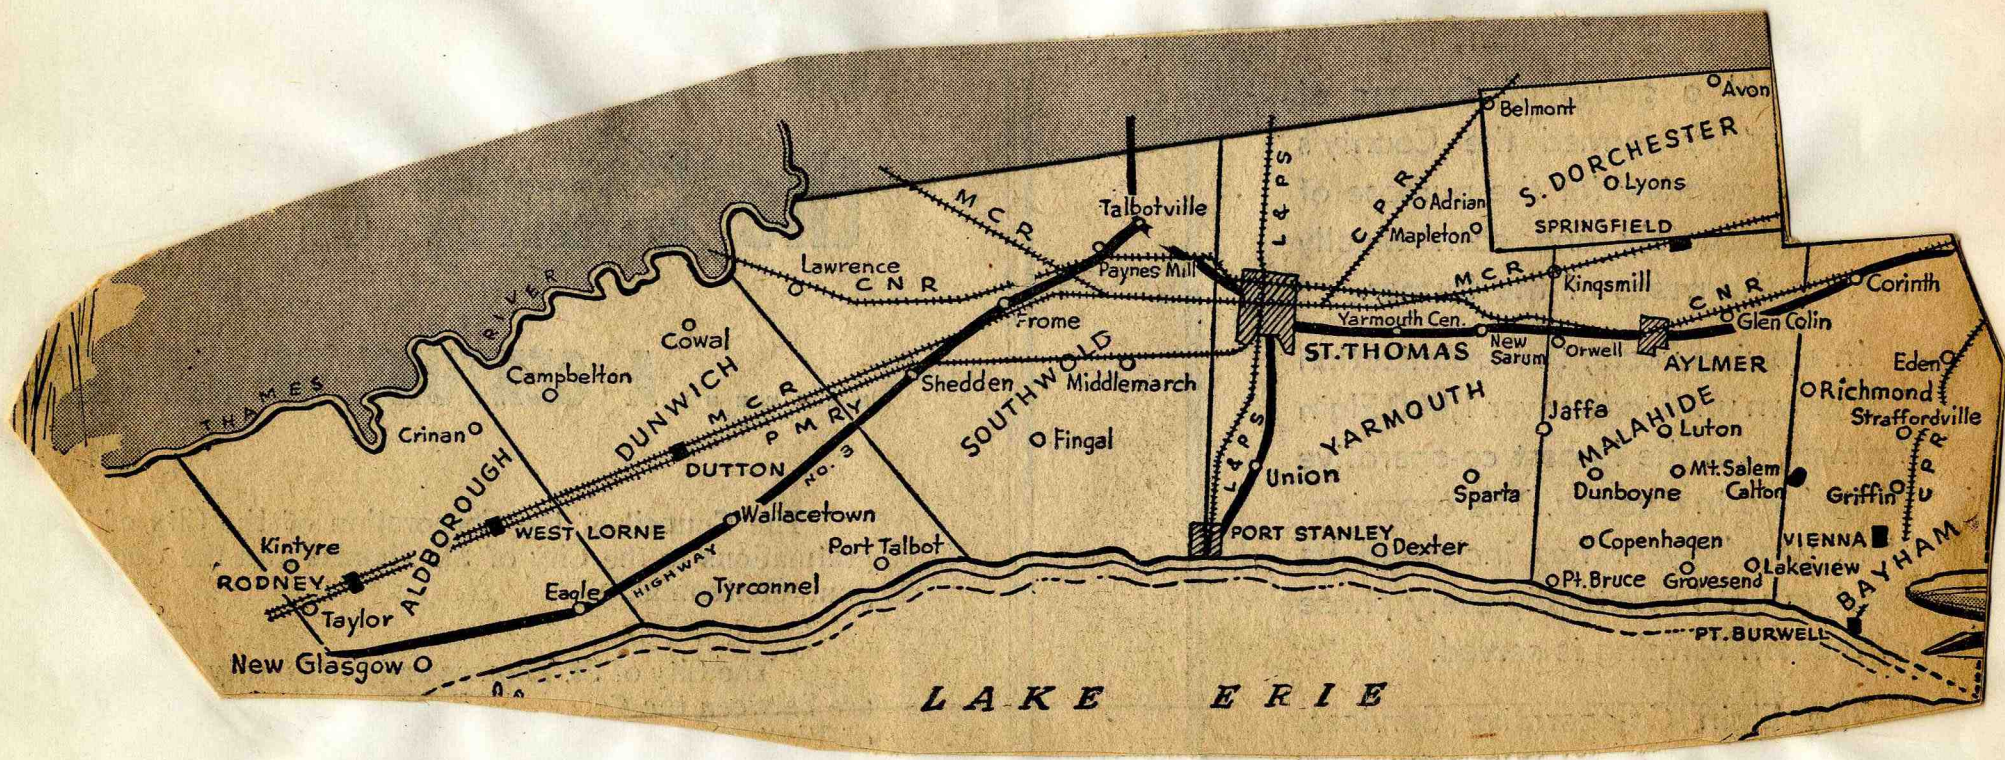 Avon
Belmont
S. DORCHESTER
Lyons
SPRINGFIELD
L & P S
C P R
Adrian
Mapleton
M C R
Talbotville
Paynes Mill
Lawrence
C N R
M C R
Kingsmill
C N R
Corinth
Glen Colin
Yarmouth Cen.
New
Sarum
Orwell
ST. THOMAS
AYLMER
Frome
RIVER
THAMES
Cowal
Campbelton
Crinan
DUNWICH
M C R
P M RY
DUTTON
NO. 3
Shedden
SOUTHWOLD
Middlemarch
Fingal
L & P S
Union
YARMOUTH
Sparta
Jaffa
MALAHIDE
Luton
Mt. Salem
Dunboyne
Calton
Eden
Richmond
Straffordville
Griffin
C P R
VIENNA
BAYHAM
Copenhagen
Lakeview
Grovesend
Pt. Bruce
PT. BURWELL
PORT STANLEY
Dexter
Port Talbot
Wallacetown
WEST LORNE
ALDBOROUGH
Kintyre
RODNEY
Taylor
Eagle
HIGHWAY
Tyrconnel
New Glasgow
LAKE ERIE